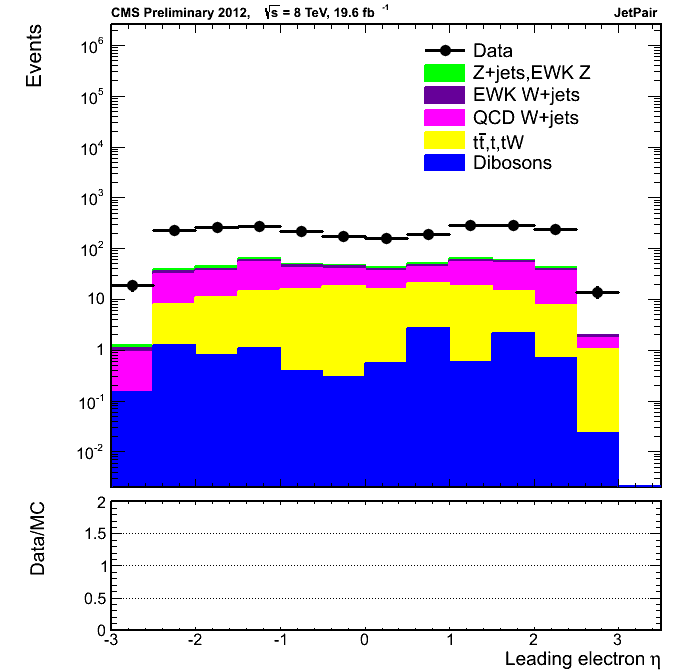 CMS Preliminary 2012, √s = 8 TeV, 19.6 fb⁻¹ JetPair
Events
10⁶
10⁵
10⁴
10³
10²
10
1
10⁻¹
10⁻²
Data
Z+jets,EWK Z
EWK W+jets
QCD W+jets
tt̄,t,tW
Dibosons
Data/MC
2
1.5
1
0.5
0
-3 -2 -1 0 1 2 3
Leading electron η